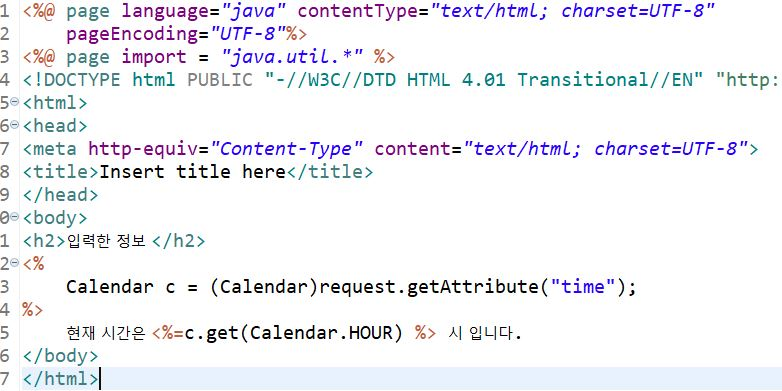 1 <%@ page language="java" contentType="text/html; charset=UTF-8"
2     pageEncoding="UTF-8"%>
3 <%@ page import = "java.util.*" %>
4 <!DOCTYPE html PUBLIC "-//W3C//DTD HTML 4.01 Transitional//EN" "http:
5 <html>
6 <head>
7 <meta http-equiv="Content-Type" content="text/html; charset=UTF-8">
8 <title>Insert title here</title>
9 </head>
0 <body>
1 <h2>입력한 정보 </h2>
2 <%
3     Calendar c = (Calendar)request.getAttribute("time");
4 %>
5     현재 시간은 <%=c.get(Calendar.HOUR) %> 시 입니다.
6 </body>
7 </html>